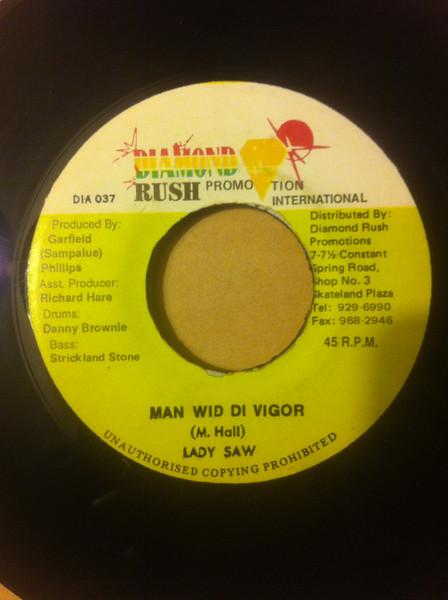 DIAMOND
RUSH PROMOTION
INTERNATIONAL
DIA 037
Produced By:
Garfield
(Sampalue)
Phillips
Asst. Producer:
Richard Hare
Drums:
Danny Brownie
Bass:
Strickland Stone
Distributed By:
Diamond Rush
Promotions
7-7½ Constant
Spring Road,
Shop No. 3
Skateland Plaza
Tel: 929-6990
Fax: 968-2946
45 R.P.M.
MAN WID DI VIGOR
(M. Hall)
LADY SAW
UNAUTHORISED COPYING PROHIBITED